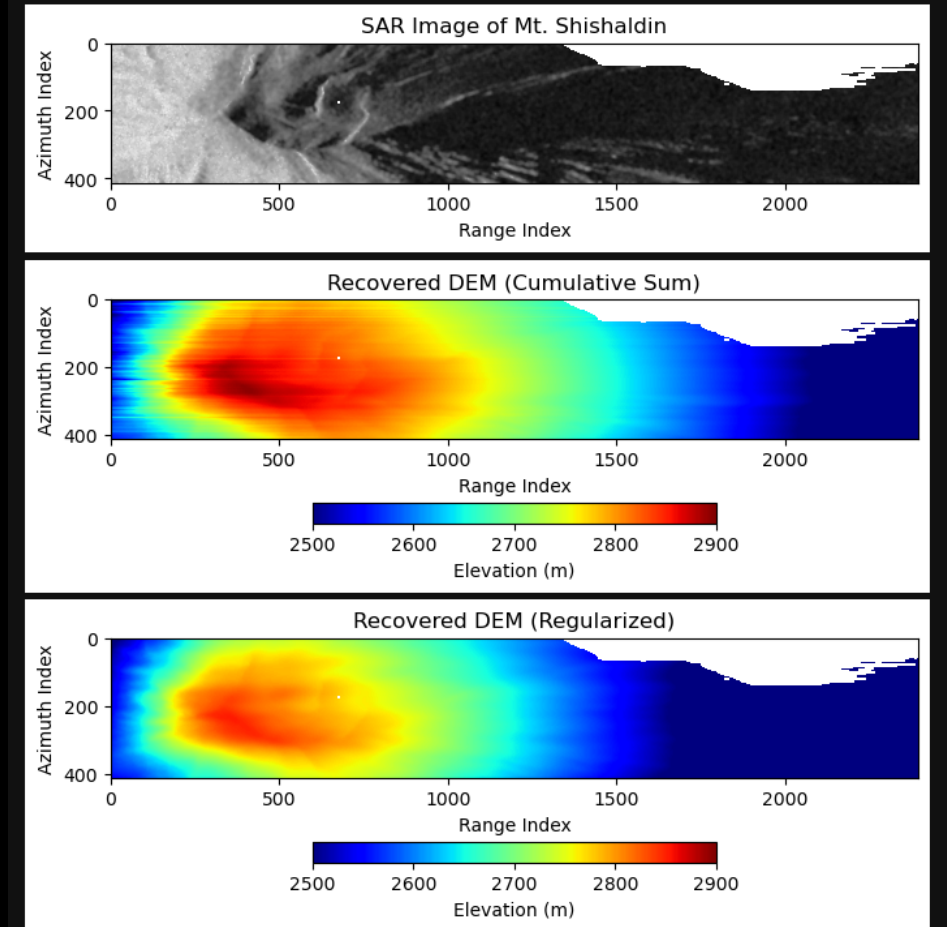 SAR Image of Mt. Shishaldin
Azimuth Index
0
200
400
0 500 1000 1500 2000
Range Index
Recovered DEM (Cumulative Sum)
Azimuth Index
0
200
400
0 500 1000 1500 2000
Range Index
2500 2600 2700 2800 2900
Elevation (m)
Recovered DEM (Regularized)
Azimuth Index
0
200
400
0 500 1000 1500 2000
Range Index
2500 2600 2700 2800 2900
Elevation (m)